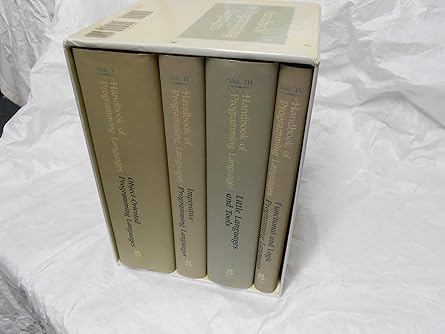 Vol. I
Handbook of
Programming Languages
Object-Oriented
Programming Languages
Vol. II
Handbook of
Programming Languages
Imperative
Programming Languages
Vol. III
Handbook of
Programming Languages
Little Languages
and Tools
Vol. IV
Handbook of
Programming Languages
Functional and Logic
Programming Languages